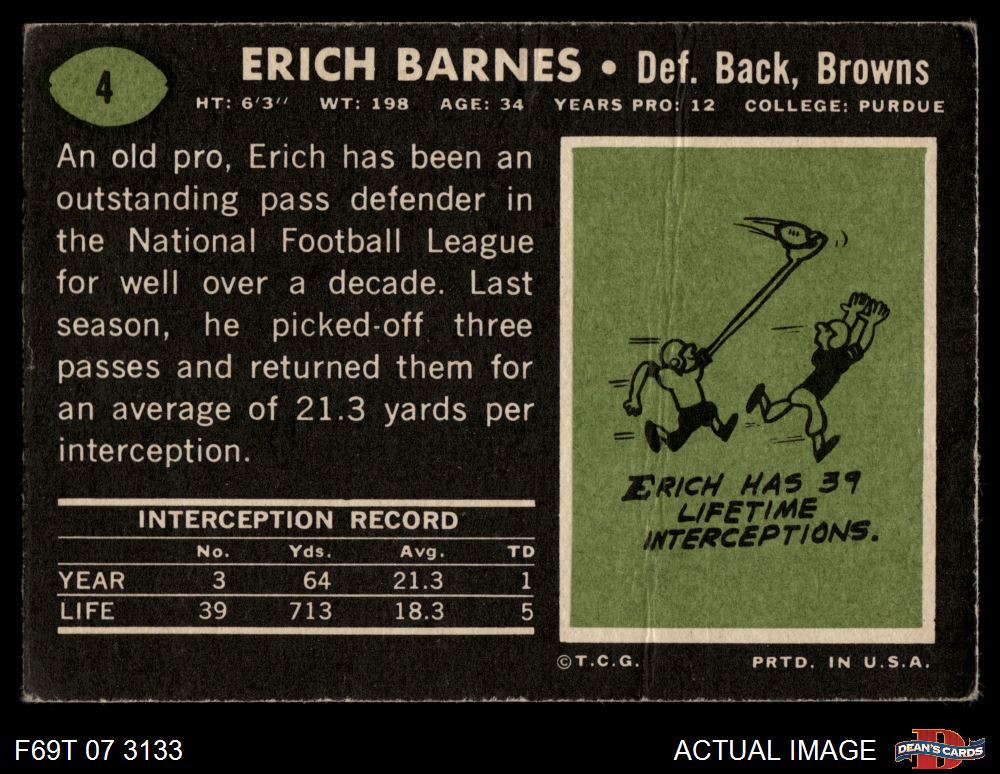 4
ERICH BARNES • Def. Back, Browns
HT: 6'3″ WT: 198 AGE: 34 YEARS PRO: 12 COLLEGE: PURDUE
An old pro, Erich has been an
outstanding pass defender in
the National Football League
for well over a decade. Last
season, he picked-off three
passes and returned them for
an average of 21.3 yards per
interception.
INTERCEPTION RECORD
No. Yds. Avg. TD
YEAR 3 64 21.3 1
LIFE 39 713 18.3 5
ERICH HAS 39
LIFETIME
INTERCEPTIONS.
©T.C.G. PRTD. IN U.S.A.
F69T 07 3133
ACTUAL IMAGE
D
DEAN'S CARDS